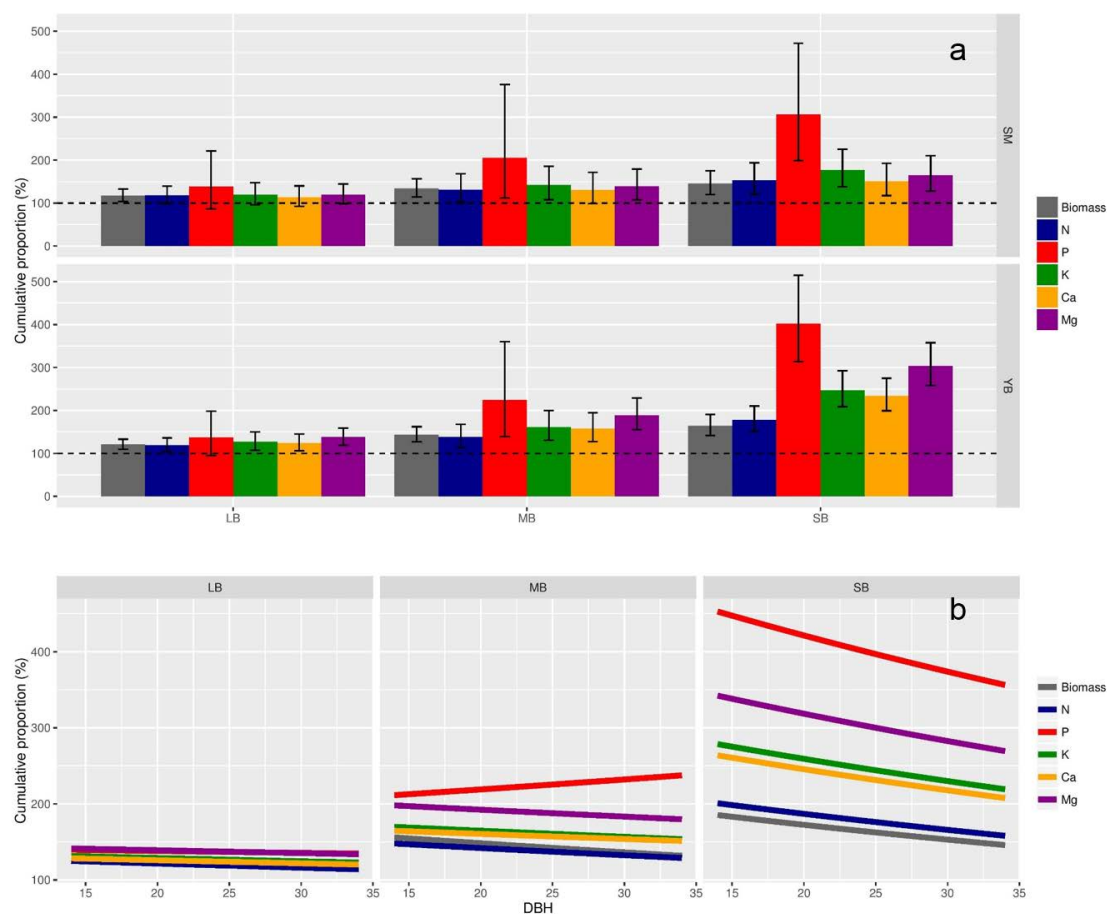 a
500
400
300
200
100
0
SM
500
400
300
200
100
0
YB
Cumulative proportion (%)
Cumulative proportion (%)
LB MB SB
Biomass
N
P
K
Ca
Mg
LB MB SB
b
400
300
200
100
Cumulative proportion (%)
15 20 25 30 35 15 20 25 30 35 15 20 25 30 35
DBH
Biomass
N
P
K
Ca
Mg